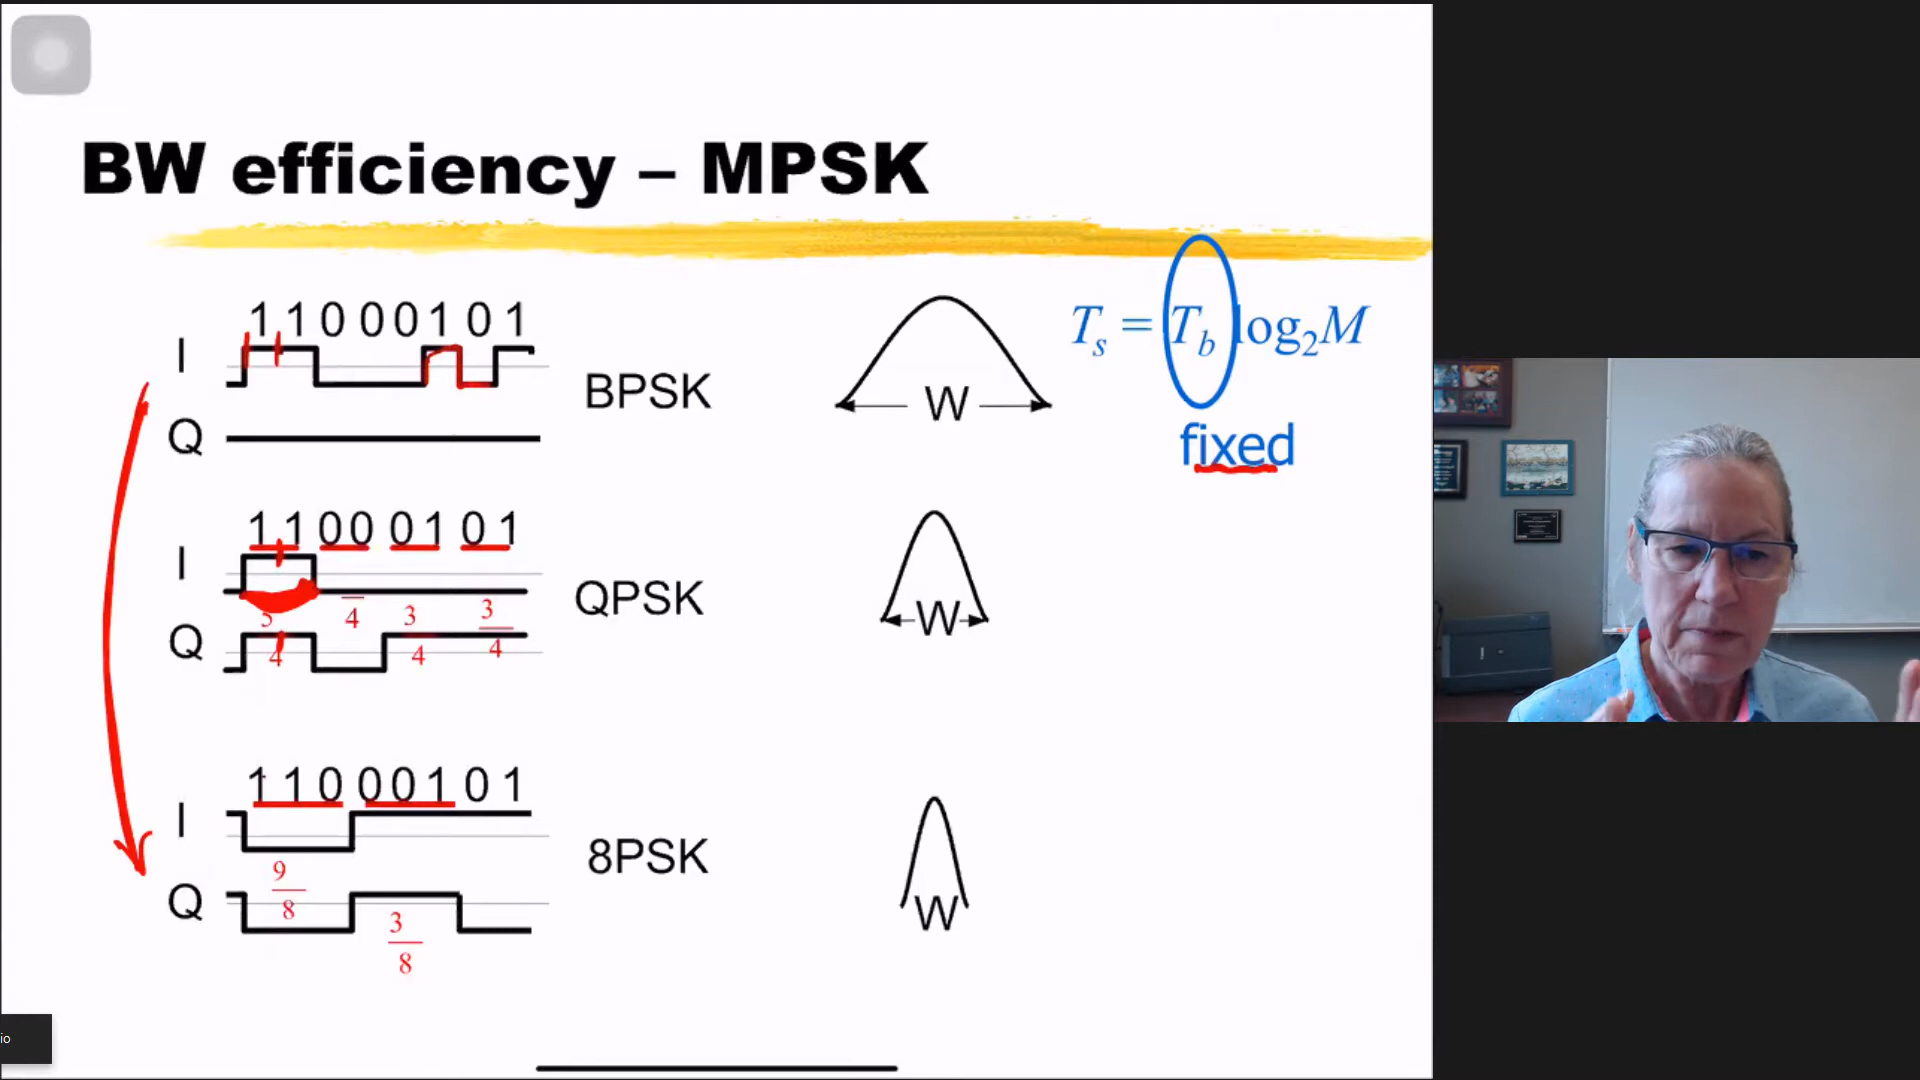 BW efficiency – MPSK
1 1 0 0 0 1 0 1
I
Q
BPSK
W
T_s = T_b log_2 M
fixed
1 1 0 0 0 1 0 1
I
Q
5/4
/4
3/4
3/4
QPSK
W
1 1 0 0 0 1 0 1
I
Q
9/8
3/8
8PSK
W
io